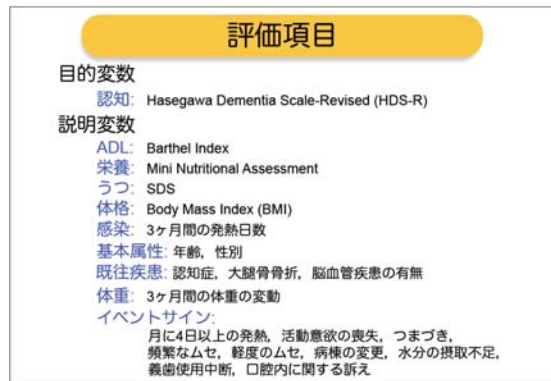 評価項目
目的変数
認知: Hasegawa Dementia Scale-Revised (HDS-R)
説明変数
ADL: Barthel Index
栄養: Mini Nutritional Assessment
うつ: SDS
体格: Body Mass Index (BMI)
感染: 3ヶ月間の発熱日数
基本属性: 年齢, 性別
既往疾患: 認知症, 大腿骨骨折, 脳血管疾患の有無
体重: 3ヶ月間の体重の変動
イベントサイン:
月に4日以上の発熱, 活動意欲の喪失, つまづき,
頻繁なムセ, 軽度のムセ, 病棟の変更, 水分の摂取不足,
義歯使用中断, 口腔内に関する訴え